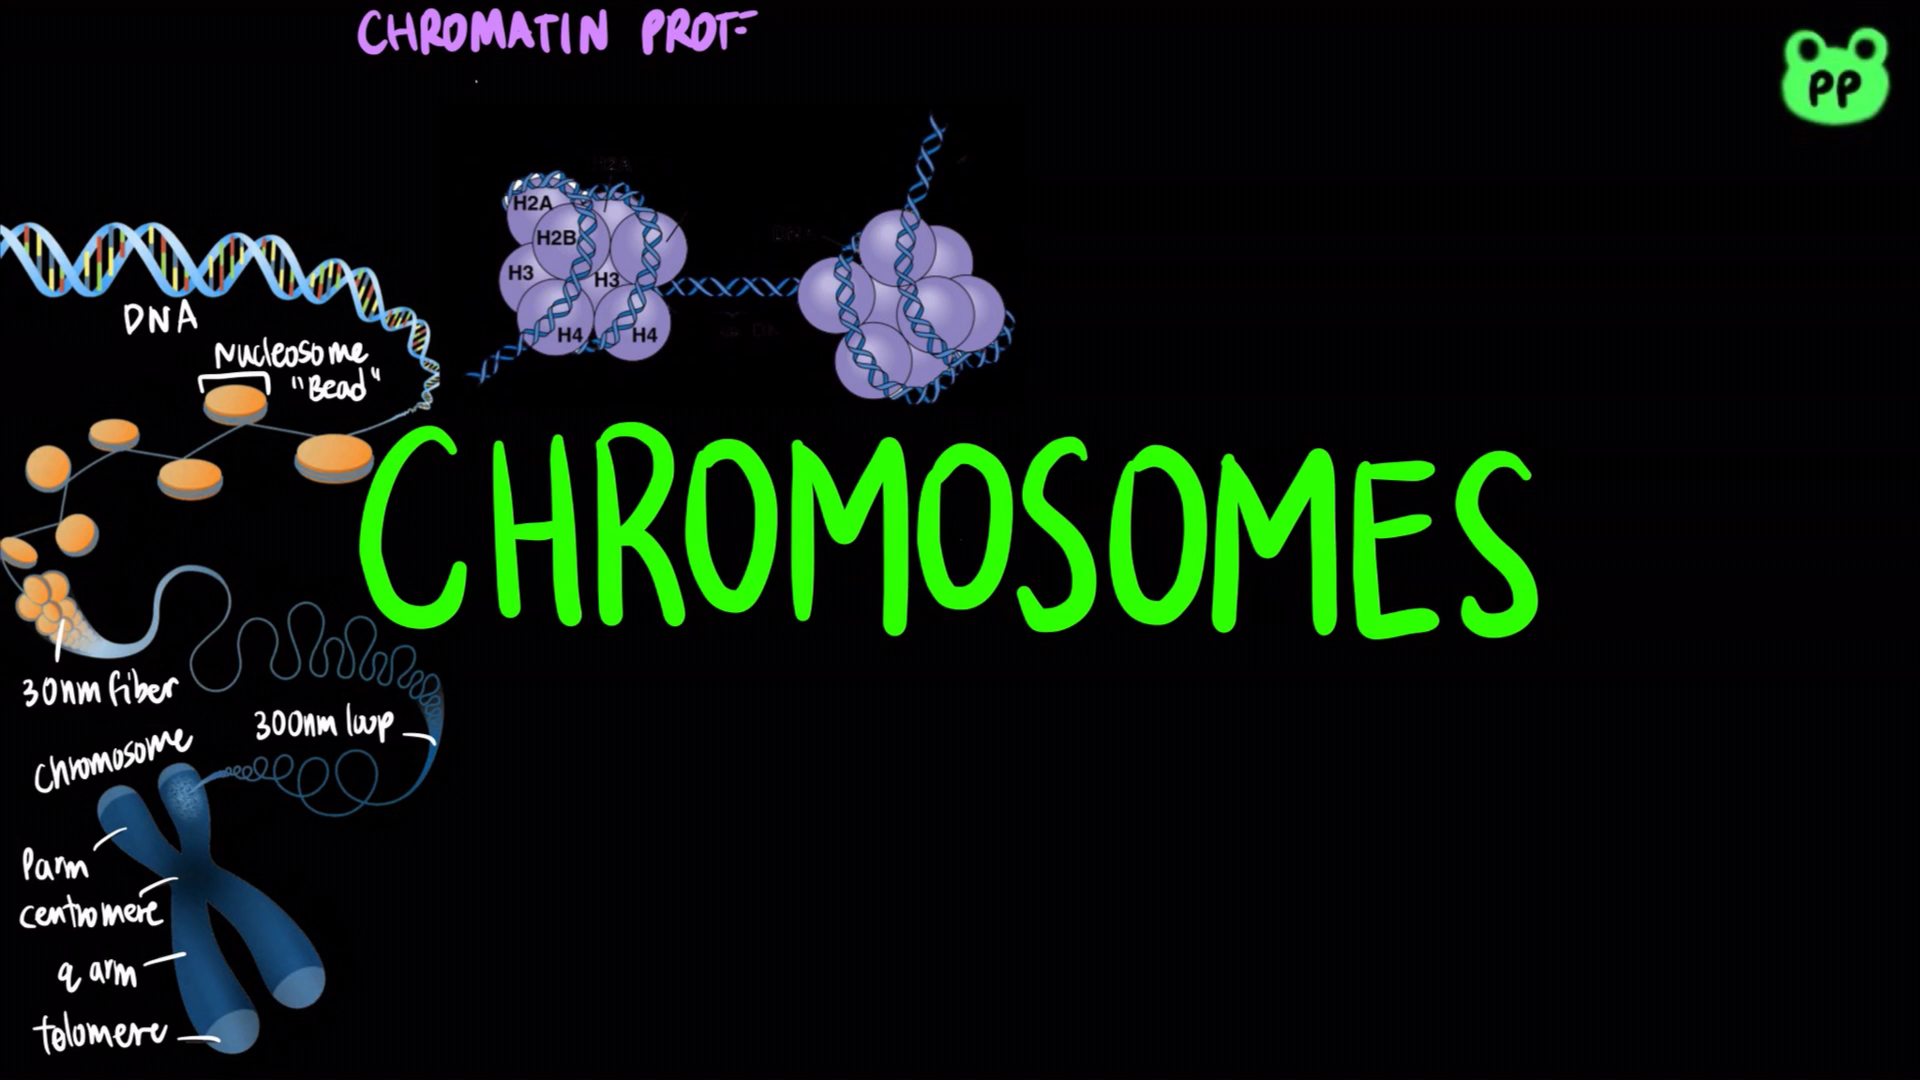 CHROMATIN PROT
PP
H2A
H2B
H3
H3
H4
H4
DNA
Nucleosome
"Bead"
CHROMOSOMES
30nm fiber
300nm loop
Chromosome
P arm
centromere
q arm
tolomere